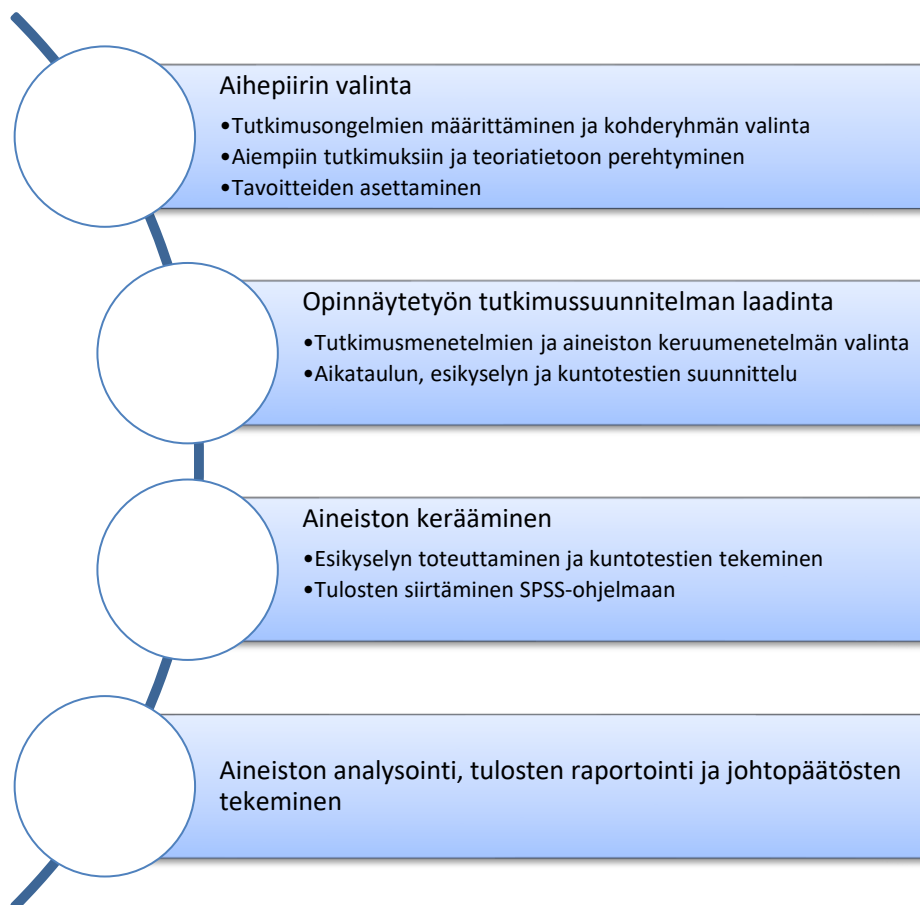 Aihepiirin valinta
•Tutkimusongelmien määrittäminen ja kohderyhmän valinta
•Aiempiin tutkimuksiin ja teoriatietoon perehtyminen
•Tavoitteiden asettaminen
Opinnäytetyön tutkimussuunnitelman laadinta
•Tutkimusmenetelmien ja aineiston keruumenetelmän valinta
•Aikataulun, esikyselyn ja kuntotestien suunnittelu
Aineiston kerääminen
•Esikyselyn toteuttaminen ja kuntotestien tekeminen
•Tulosten siirtäminen SPSS-ohjelmaan
Aineiston analysointi, tulosten raportointi ja johtopäätösten
tekeminen